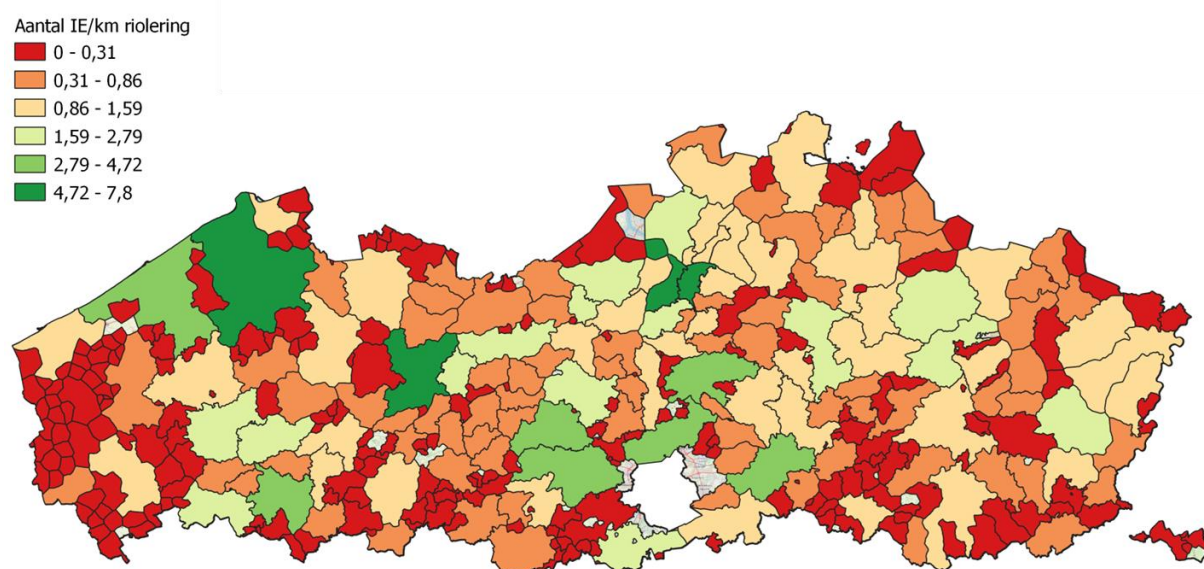 Aantal IE/km riolering
0 - 0,31
0,31 - 0,86
0,86 - 1,59
1,59 - 2,79
2,79 - 4,72
4,72 - 7,8